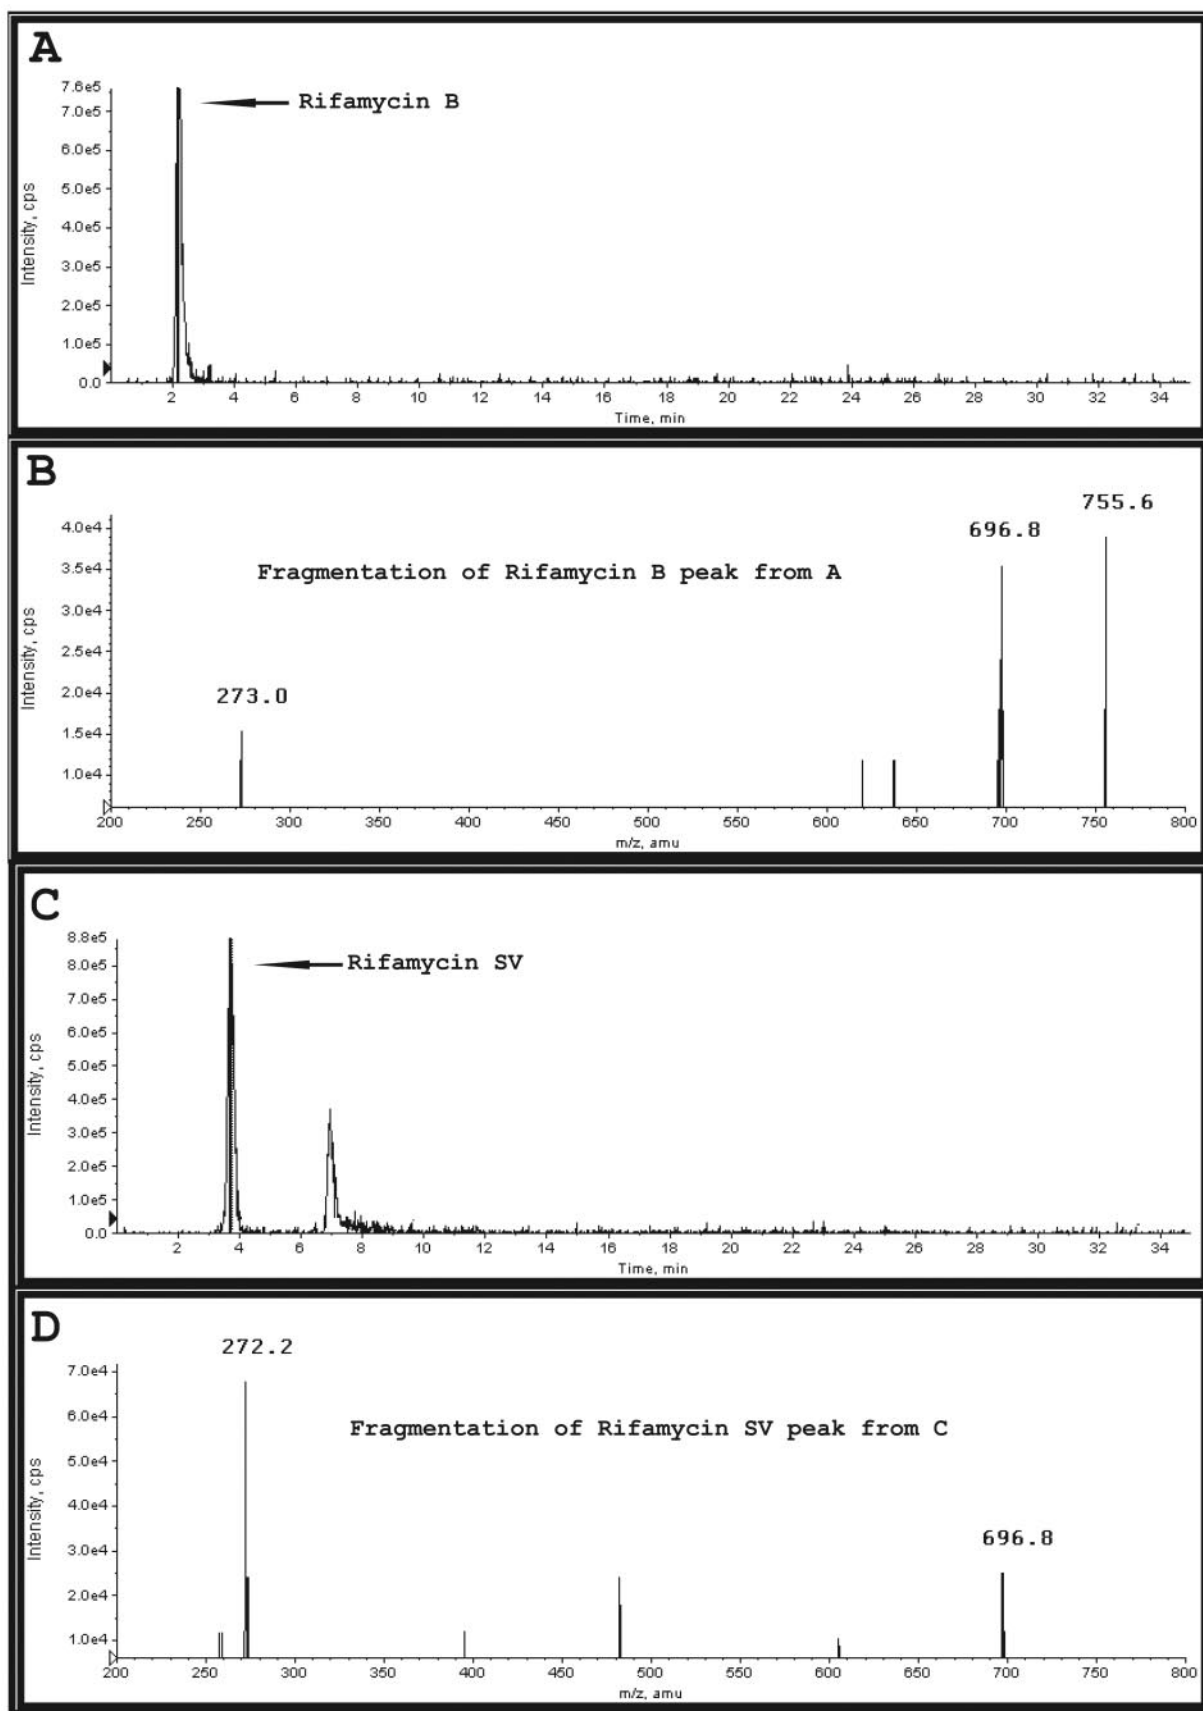 A
7.6e5
Rifamycin B
7.0e5
6.0e5
5.0e5
4.0e5
3.0e5
2.0e5
1.0e5
0.0
Intensity, cps
2 4 6 8 10 12 14 16 18 20 22 24 26 28 30 32 34
Time, min
B
755.6
4.0e4
696.8
Fragmentation of Rifamycin B peak from A
3.5e4
3.0e4
2.5e4
2.0e4
273.0
1.5e4
1.0e4
Intensity, cps
200 250 300 350 400 450 500 550 600 650 700 750 800
m/z, amu
C
8.8e5
Rifamycin SV
8.0e5
7.0e5
6.0e5
5.0e5
4.0e5
3.0e5
2.0e5
1.0e5
0.0
Intensity, cps
2 4 6 8 10 12 14 16 18 20 22 24 26 28 30 32 34
Time, min
D
272.2
7.0e4
Fragmentation of Rifamycin SV peak from C
6.0e4
5.0e4
4.0e4
3.0e4
696.8
2.0e4
1.0e4
Intensity, cps
200 250 300 350 400 450 500 550 600 650 700 750 800
m/z, amu